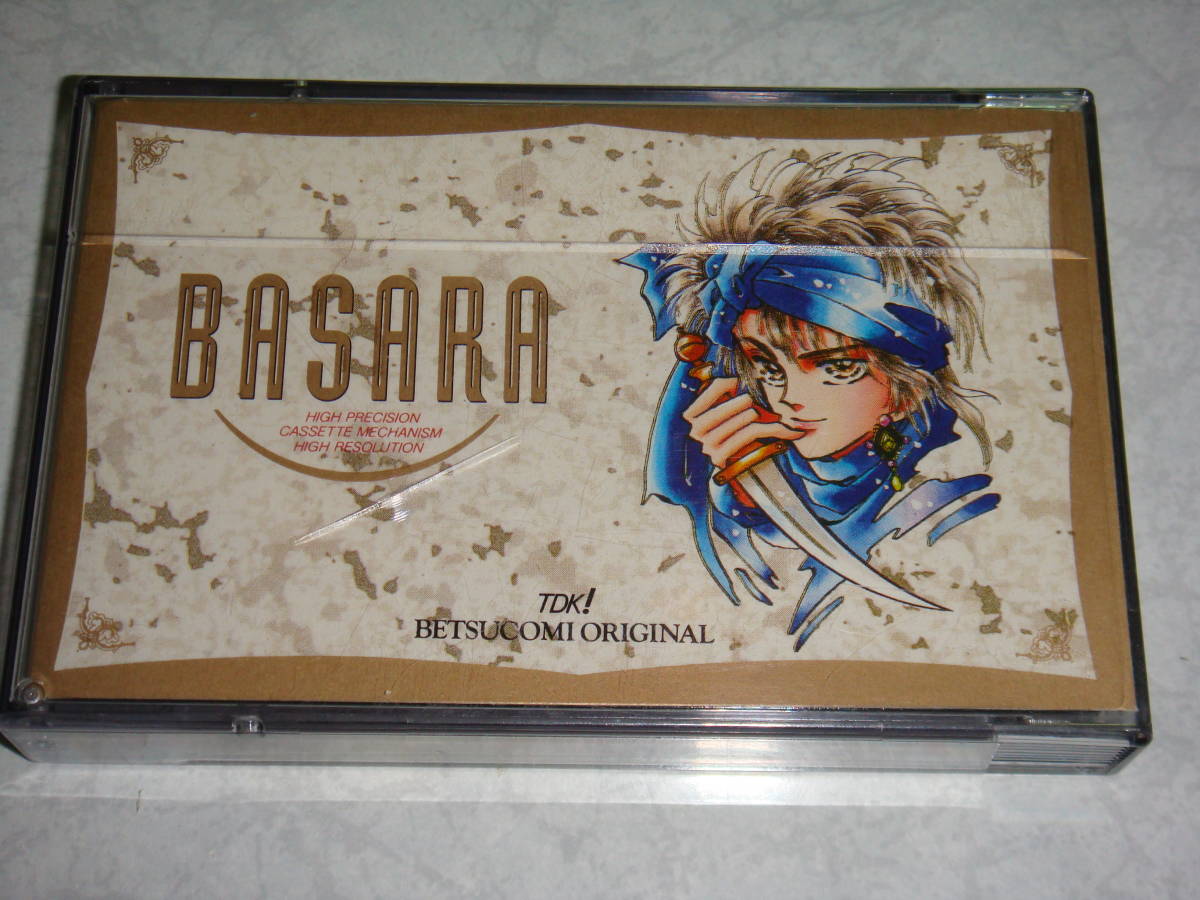 BASARA
HIGH PRECISION
CASSETTE MECHANISM
HIGH RESOLUTION
TDK!
BETSUCOMI ORIGINAL